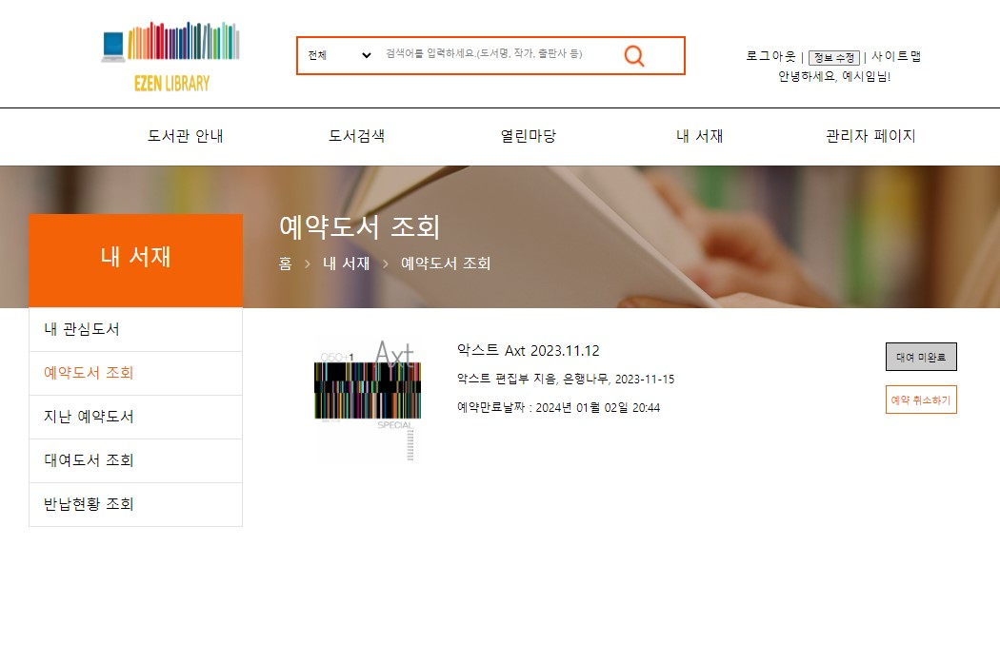 EZEN LIBRARY
전체 검색어를 입력하세요.(도서명, 작가, 출판사 등)
로그아웃 | 정보 수정 | 사이트맵
안녕하세요, 예시임님!
도서관 안내 도서검색 열린마당 내 서재 관리자 페이지
예약도서 조회
홈 > 내 서재 > 예약도서 조회
내 서재
내 관심도서
예약도서 조회
지난 예약도서
대여도서 조회
반납현황 조회
Axt
SPECIAL
악스트 Axt 2023.11.12
악스트 편집부 지음, 은행나무, 2023-11-15
예약만료날짜 : 2024년 01월 02일 20:44
대여 미완료
예약 취소하기